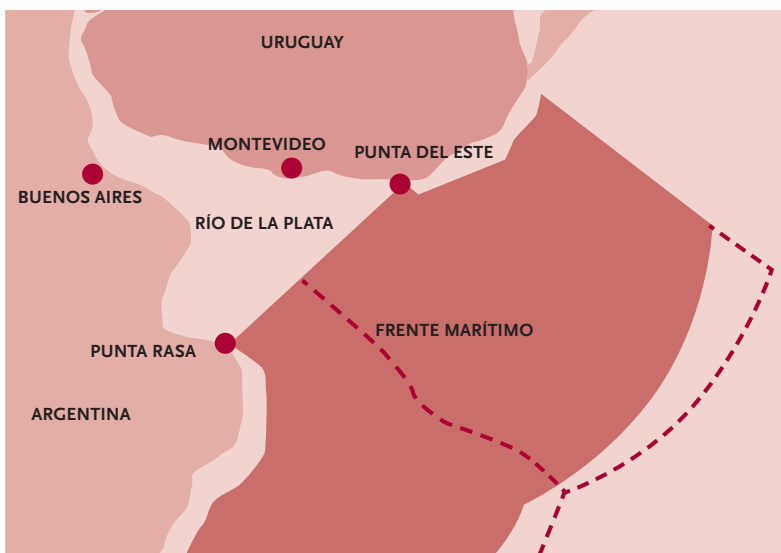 URUGUAY
MONTEVIDEO
PUNTA DEL ESTE
BUENOS AIRES
RÍO DE LA PLATA
FRENTE MARÍTIMO
PUNTA RASA
ARGENTINA